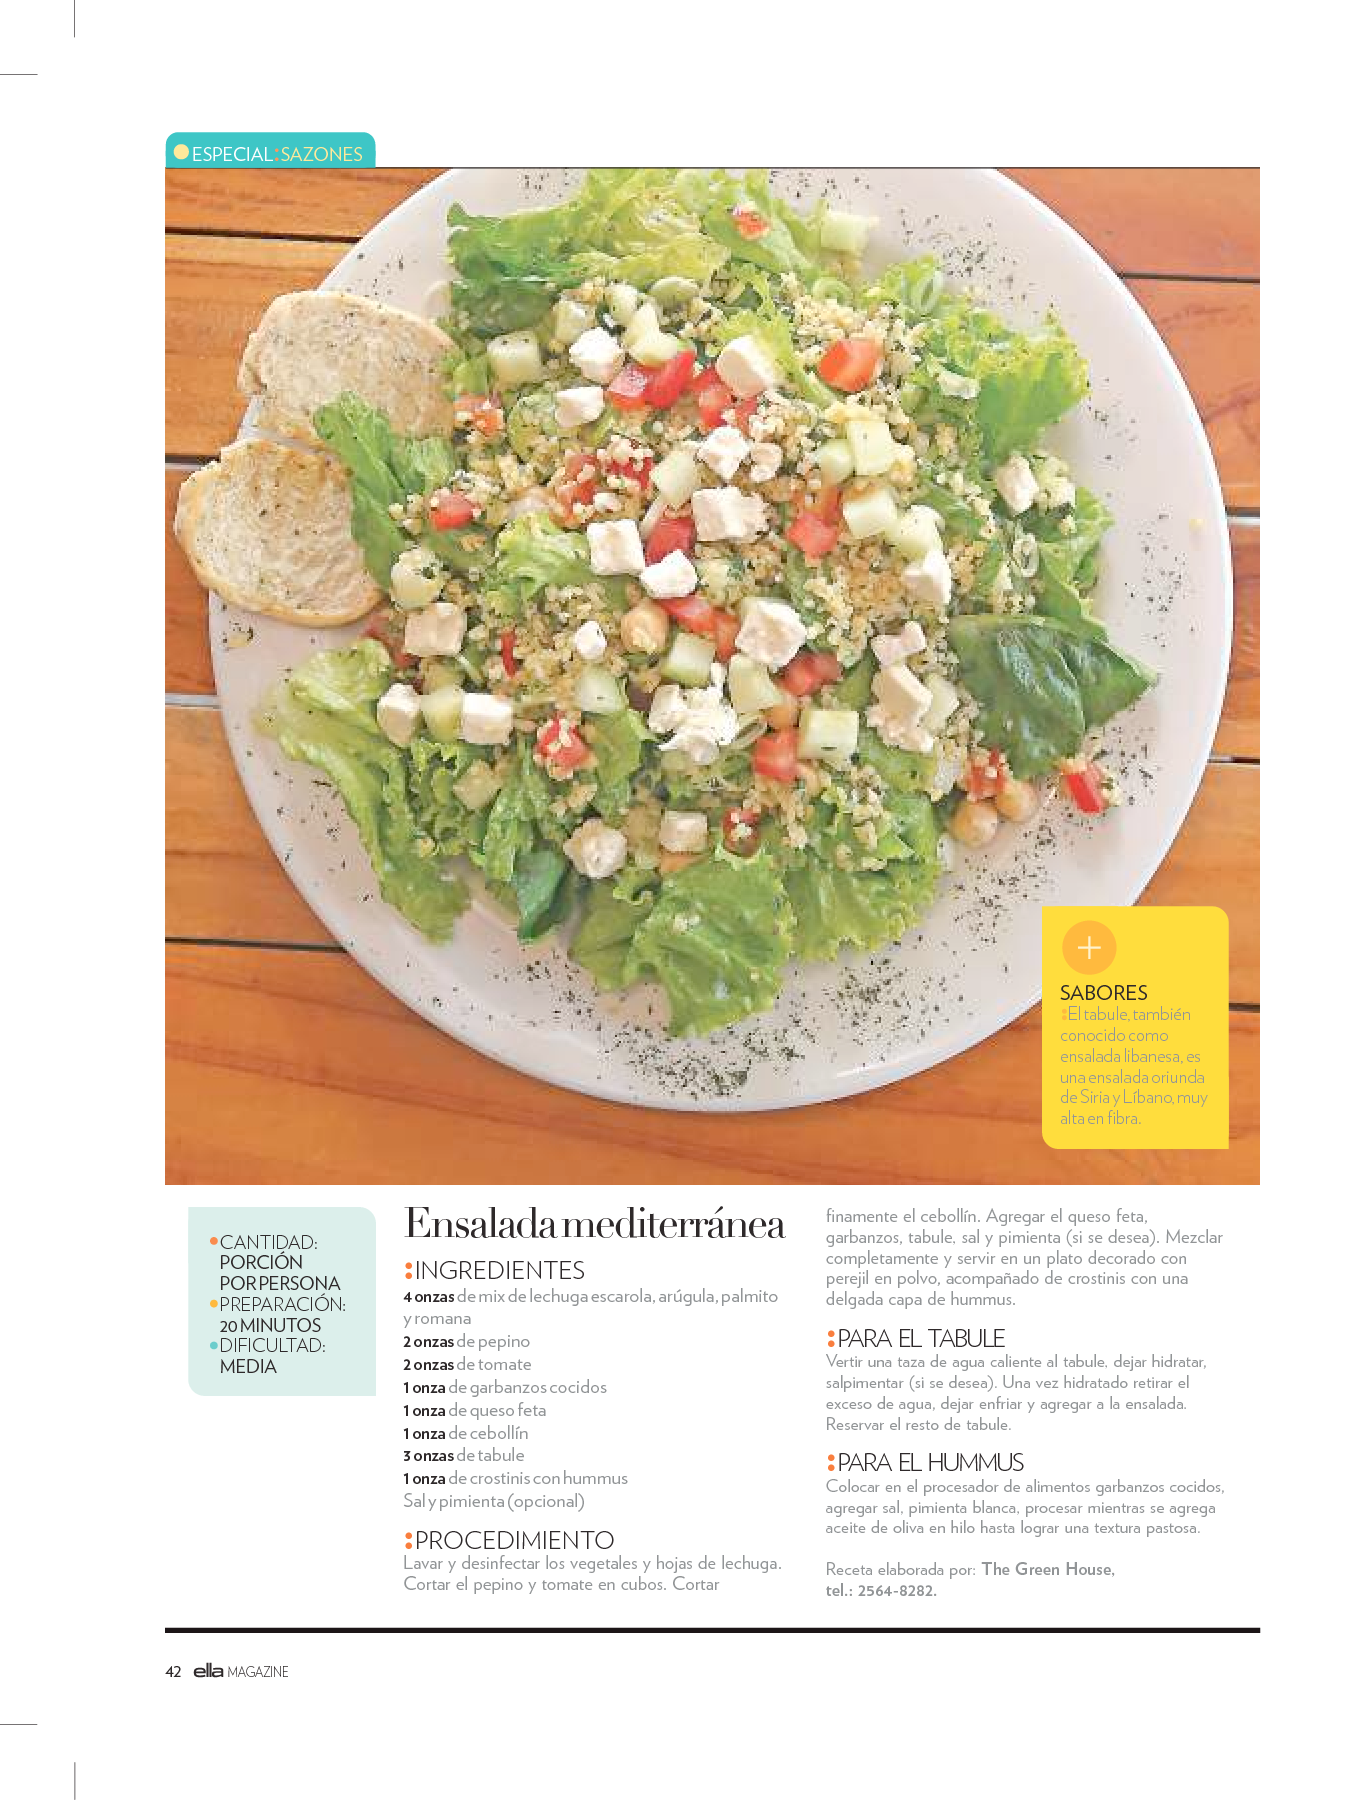 ESPECIAL:SAZONES
SABORES
:El tabule, también
conocido como
ensalada libanesa, es
una ensalada oriunda
de Siria y Líbano, muy
alta en fibra.
•CANTIDAD:
PORCIÓN
POR PERSONA
•PREPARACIÓN:
20 MINUTOS
•DIFICULTAD:
MEDIA
Ensalada mediterránea
:INGREDIENTES
4 onzas de mix de lechuga escarola, arúgula, palmito
y romana
2 onzas de pepino
2 onzas de tomate
1 onza de garbanzos cocidos
1 onza de queso feta
1 onza de cebollín
3 onzas de tabule
1 onza de crostinis con hummus
Sal y pimienta (opcional)
:PROCEDIMIENTO
Lavar y desinfectar los vegetales y hojas de lechuga.
Cortar el pepino y tomate en cubos. Cortar
finamente el cebollín. Agregar el queso feta,
garbanzos, tabule, sal y pimienta (si se desea). Mezclar
completamente y servir en un plato decorado con
perejil en polvo, acompañado de crostinis con una
delgada capa de hummus.
:PARA EL TABULE
Vertir una taza de agua caliente al tabule, dejar hidratar,
salpimentar (si se desea). Una vez hidratado retirar el
exceso de agua, dejar enfriar y agregar a la ensalada.
Reservar el resto de tabule.
:PARA EL HUMMUS
Colocar en el procesador de alimentos garbanzos cocidos,
agregar sal, pimienta blanca, procesar mientras se agrega
aceite de oliva en hilo hasta lograr una textura pastosa.
Receta elaborada por: The Green House,
tel.: 2564-8282.
42 ella MAGAZINE